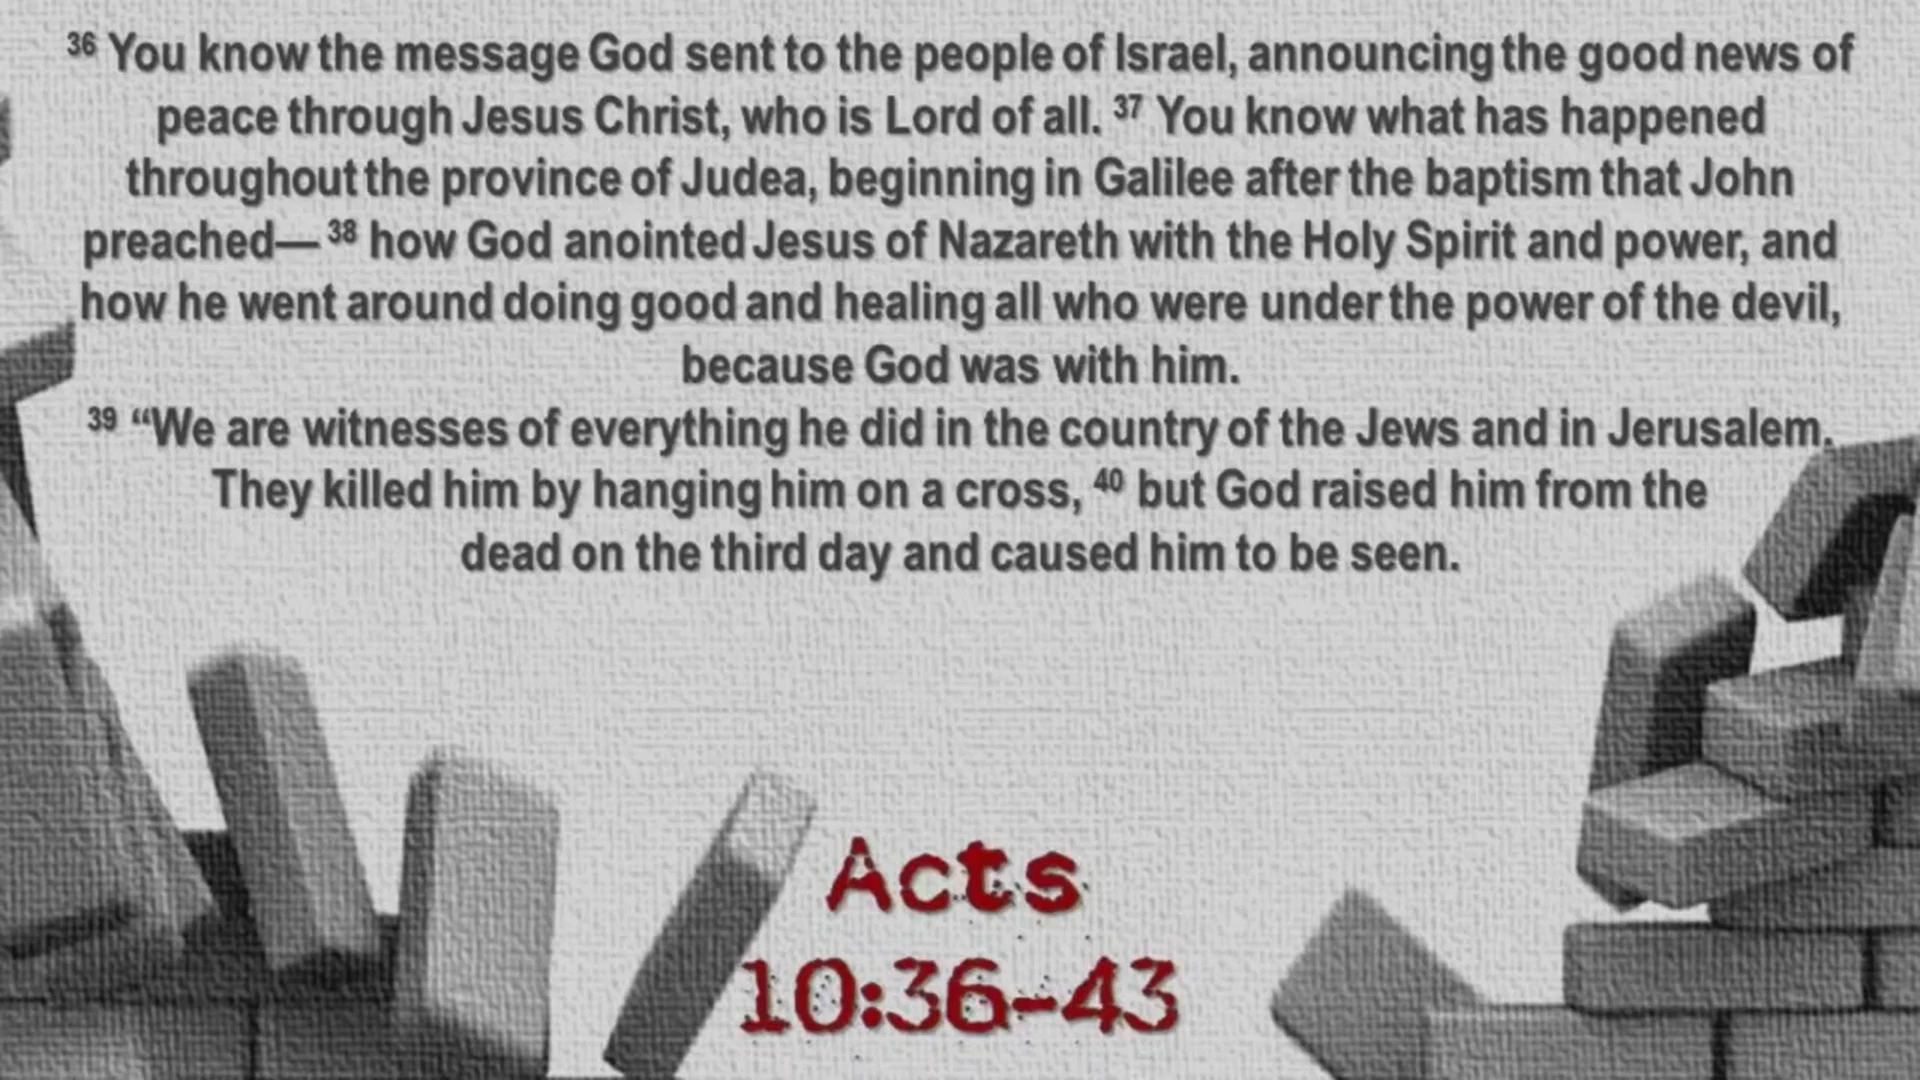 36 You know the message God sent to the people of Israel, announcing the good news of
peace through Jesus Christ, who is Lord of all. 37 You know what has happened
throughout the province of Judea, beginning in Galilee after the baptism that John
preached— 38 how God anointed Jesus of Nazareth with the Holy Spirit and power, and
how he went around doing good and healing all who were under the power of the devil,
because God was with him.
39 “We are witnesses of everything he did in the country of the Jews and in Jerusalem.
They killed him by hanging him on a cross, 40 but God raised him from the
dead on the third day and caused him to be seen.
Acts
10:36-43